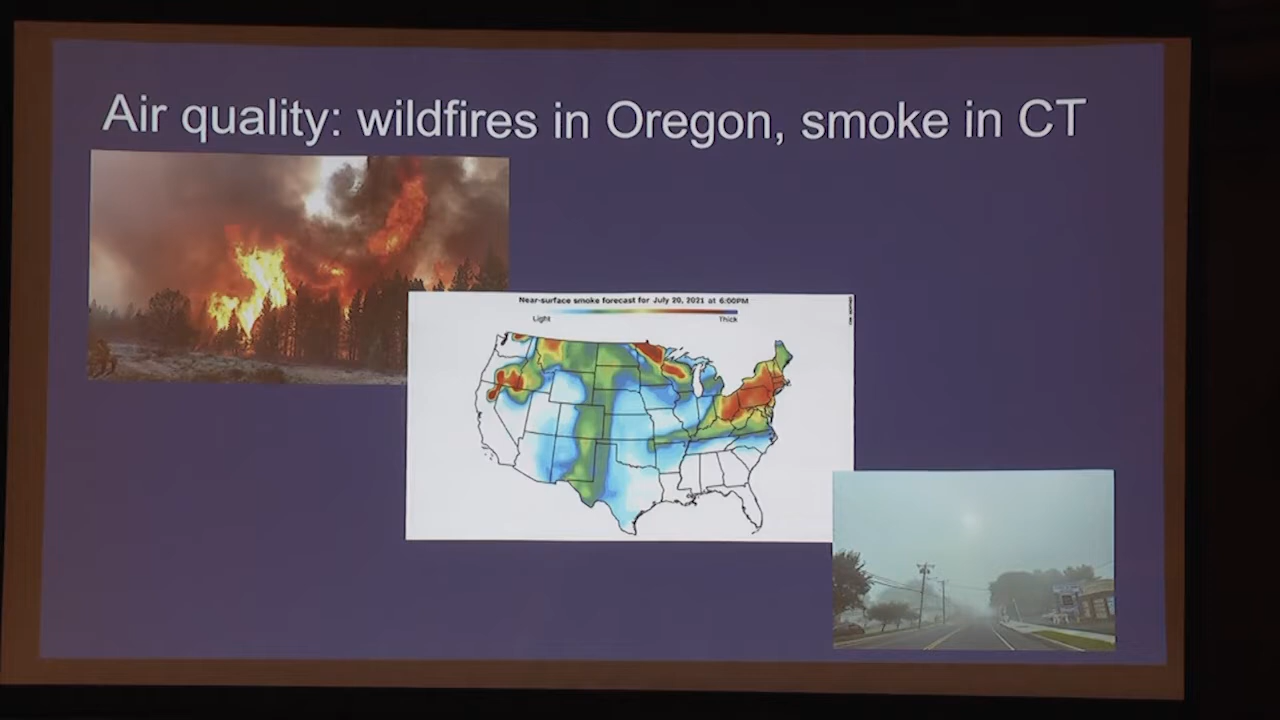 Air quality: wildfires in Oregon, smoke in CT
Near-surface smoke forecast for July 20, 2021 at 6:00PM
Light
Thick